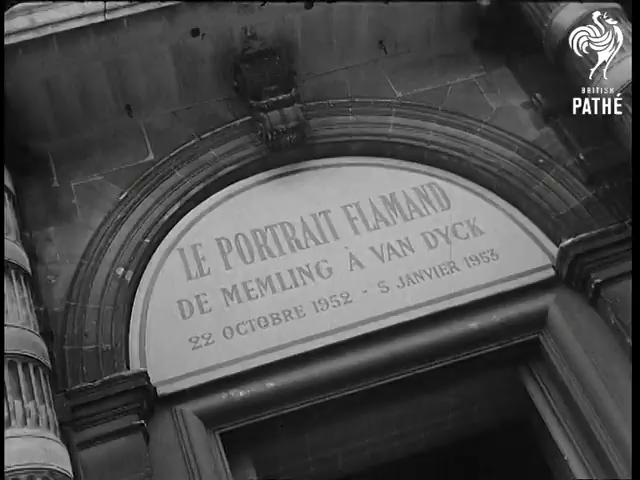 BRITISH
PATHÉ
LE PORTRAIT FLAMAND
DE MEMLING À VAN DYCK
22 OCTOBRE 1952 - 5 JANVIER 1953